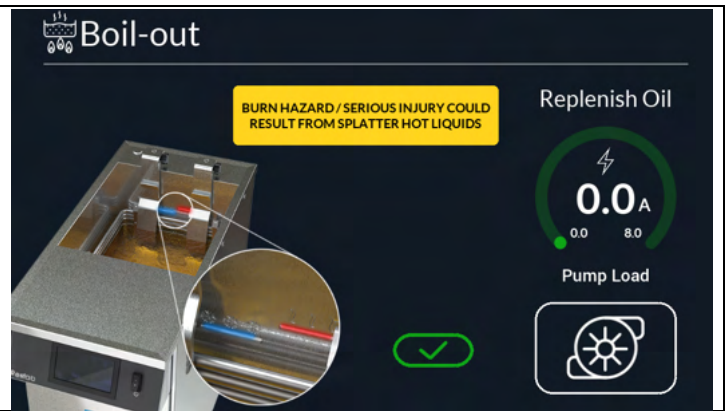 Boil-out
BURN HAZARD / SERIOUS INJURY COULD
RESULT FROM SPLATTER HOT LIQUIDS
Replenish Oil
0.0 A
0.0 8.0
Pump Load